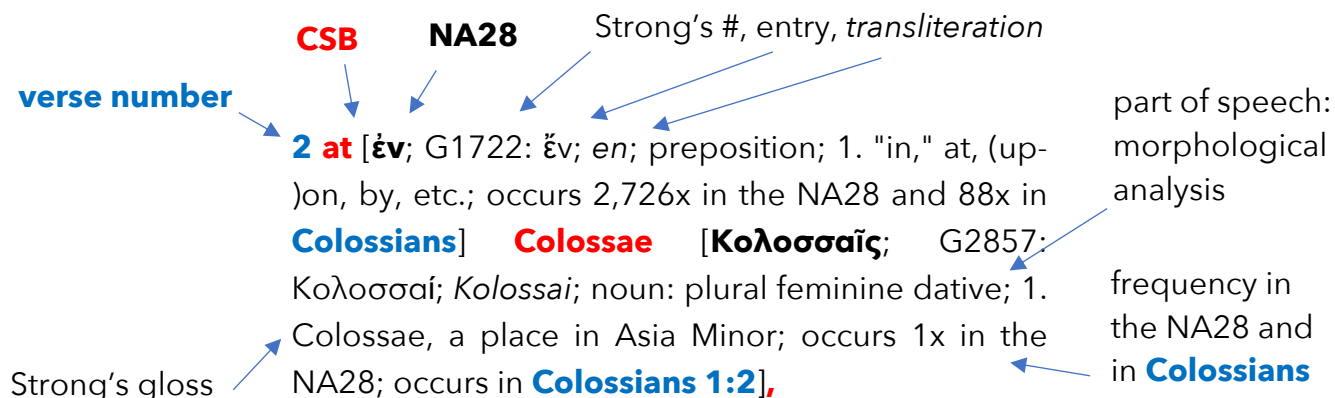 CSB
NA28
Strong's #, entry, transliteration
verse number
part of speech:
morphological
analysis
2 at [ἐν; G1722: ἔν; en; preposition; 1. "in," at, (up-
)on, by, etc.; occurs 2,726x in the NA28 and 88x in
Colossians] Colossae [Κολοσσαῖς; G2857:
Κολοσσαί; Kolossai; noun: plural feminine dative; 1.
Colossae, a place in Asia Minor; occurs 1x in the
NA28; occurs in Colossians 1:2],
frequency in
the NA28 and
in Colossians
Strong's gloss